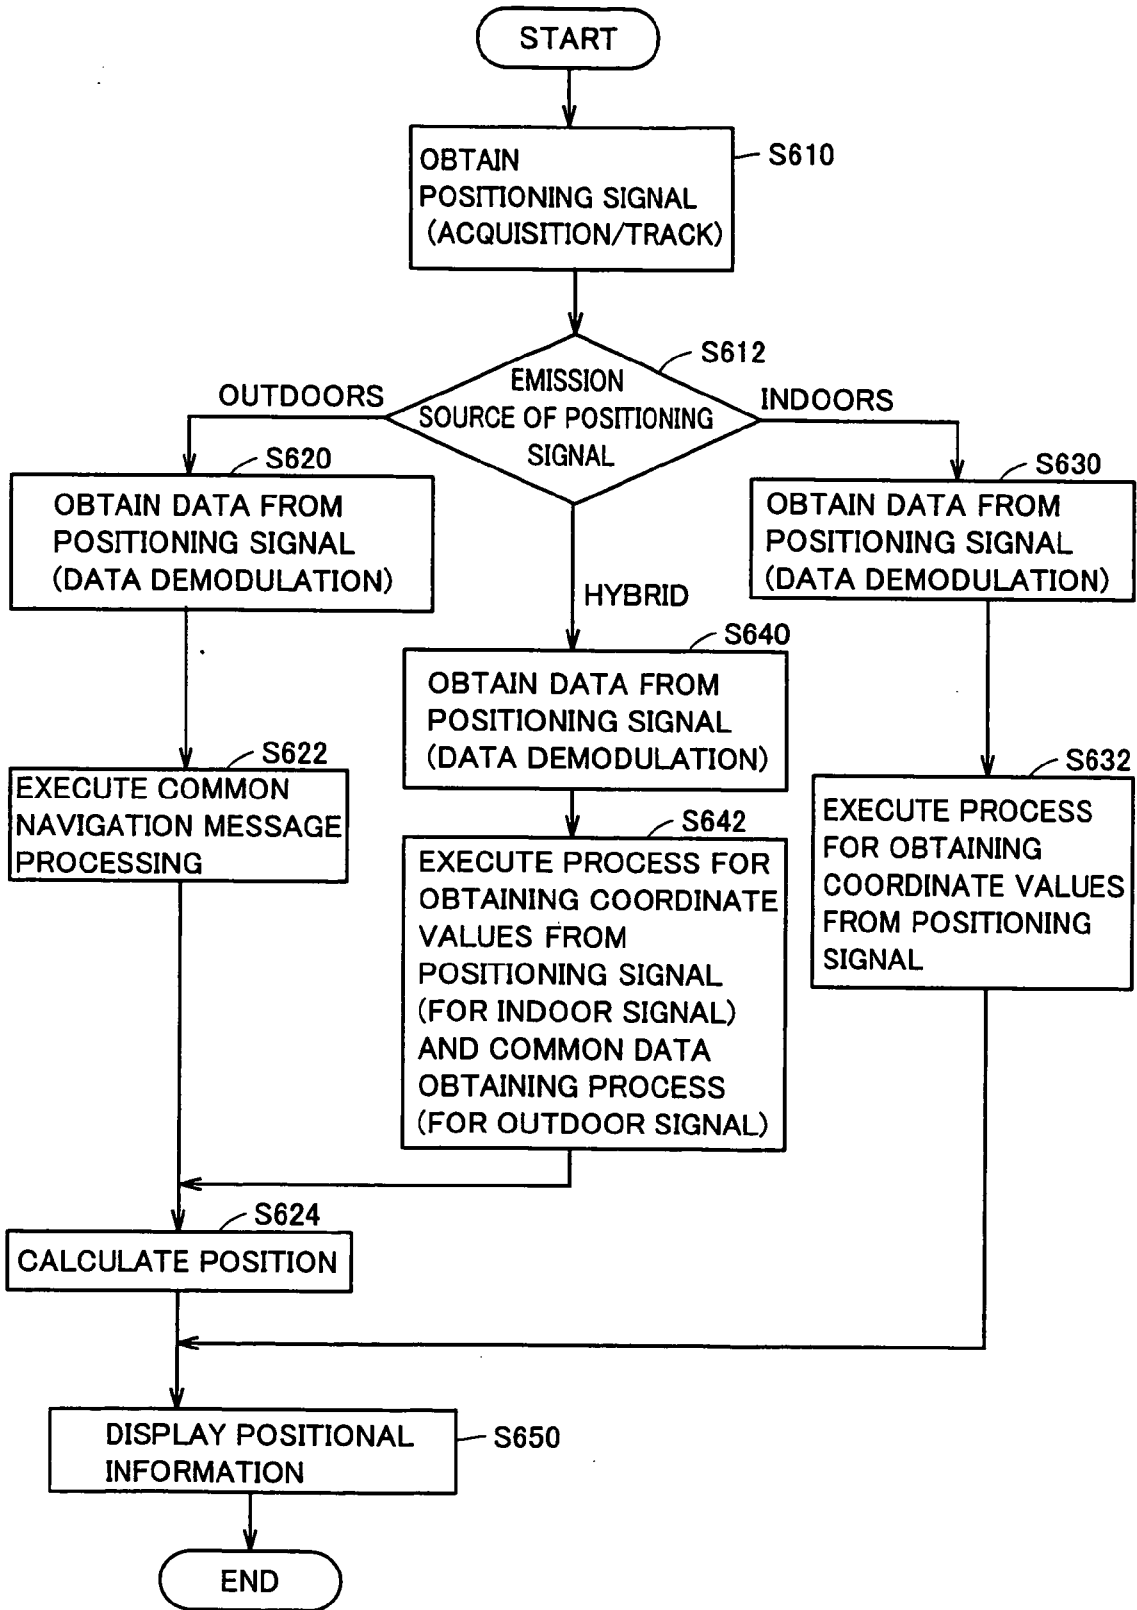 START
OBTAIN
POSITIONING SIGNAL
(ACQUISITION/TRACK)
S610
EMISSION
SOURCE OF POSITIONING
SIGNAL
S612
OUTDOORS
INDOORS
HYBRID
S620
OBTAIN DATA FROM
POSITIONING SIGNAL
(DATA DEMODULATION)
S630
OBTAIN DATA FROM
POSITIONING SIGNAL
(DATA DEMODULATION)
S640
OBTAIN DATA FROM
POSITIONING SIGNAL
(DATA DEMODULATION)
S622
EXECUTE COMMON
NAVIGATION MESSAGE
PROCESSING
S642
EXECUTE PROCESS FOR
OBTAINING COORDINATE
VALUES FROM
POSITIONING SIGNAL
(FOR INDOOR SIGNAL)
AND COMMON DATA
OBTAINING PROCESS
(FOR OUTDOOR SIGNAL)
S632
EXECUTE PROCESS
FOR OBTAINING
COORDINATE VALUES
FROM POSITIONING
SIGNAL
S624
CALCULATE POSITION
DISPLAY POSITIONAL
INFORMATION
S650
END